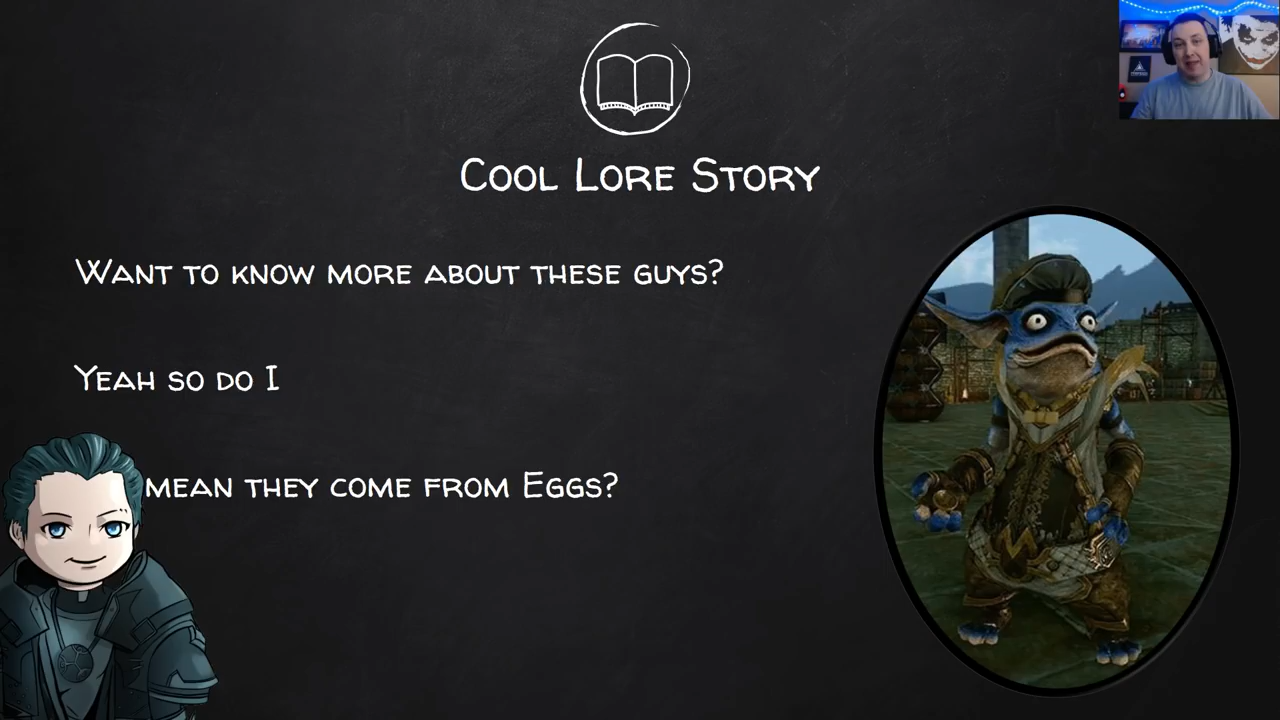 Cool Lore Story
Want to know more about these guys?
Yeah so do I
mean they come from Eggs?